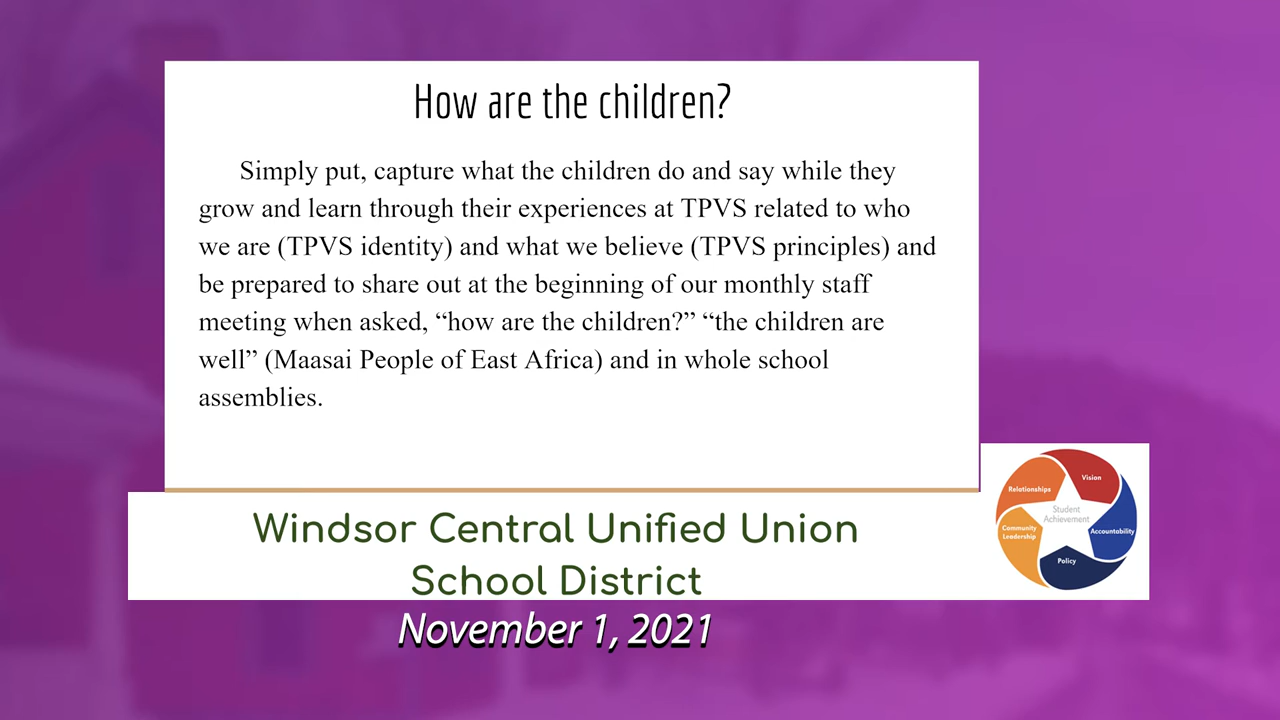 How are the children?
Simply put, capture what the children do and say while they
grow and learn through their experiences at TPVS related to who
we are (TPVS identity) and what we believe (TPVS principles) and
be prepared to share out at the beginning of our monthly staff
meeting when asked, “how are the children?” “the children are
well” (Maasai People of East Africa) and in whole school
assemblies.
Windsor Central Unified Union
School District
November 1, 2021
Relationships
Vision
Student
Achievement
Community
Leadership
Accountability
Policy